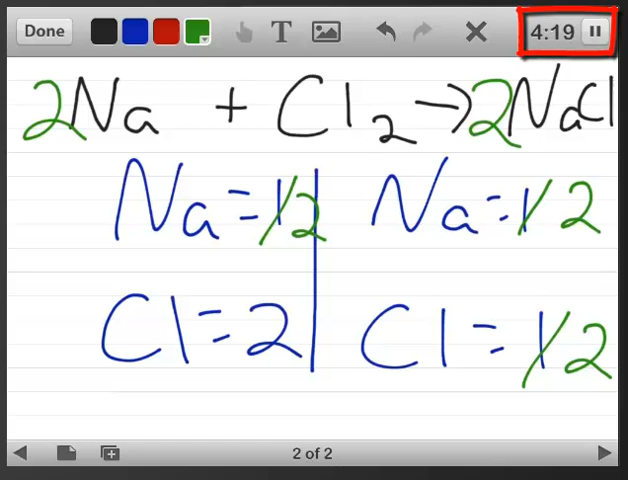 Done T 4:19
2Na + Cl2 → 2NaCl
Na = 1 2 Na = 1 2
Cl = 2 Cl = 1 2
2 of 2